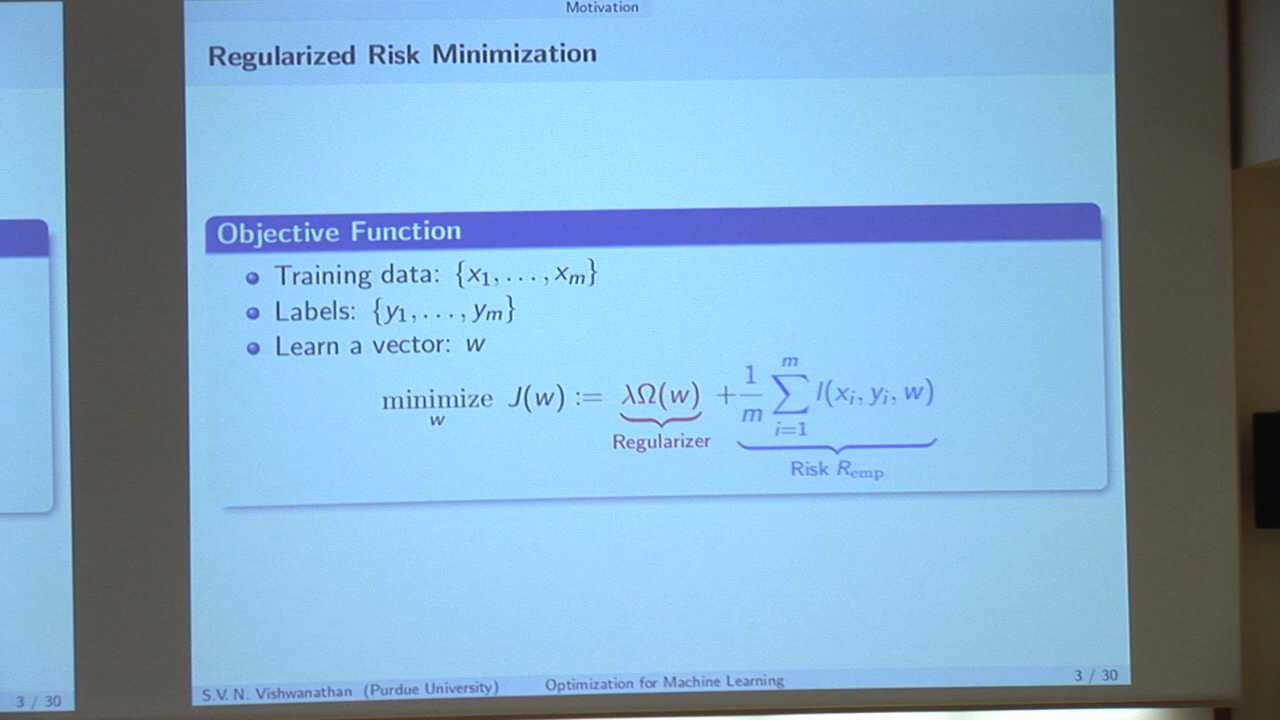 Motivation
Regularized Risk Minimization
Objective Function
Training data: {x₁, . . . , xₘ}
Labels: {y₁, . . . , yₘ}
Learn a vector: w
minimize J(w) := λΩ(w) + 1/m ∑ l(xᵢ, yᵢ, w)
w
i=1
m
Regularizer
Risk Rₑₘₚ
S.V. N. Vishwanathan (Purdue University) Optimization for Machine Learning 3 / 30
3 / 30